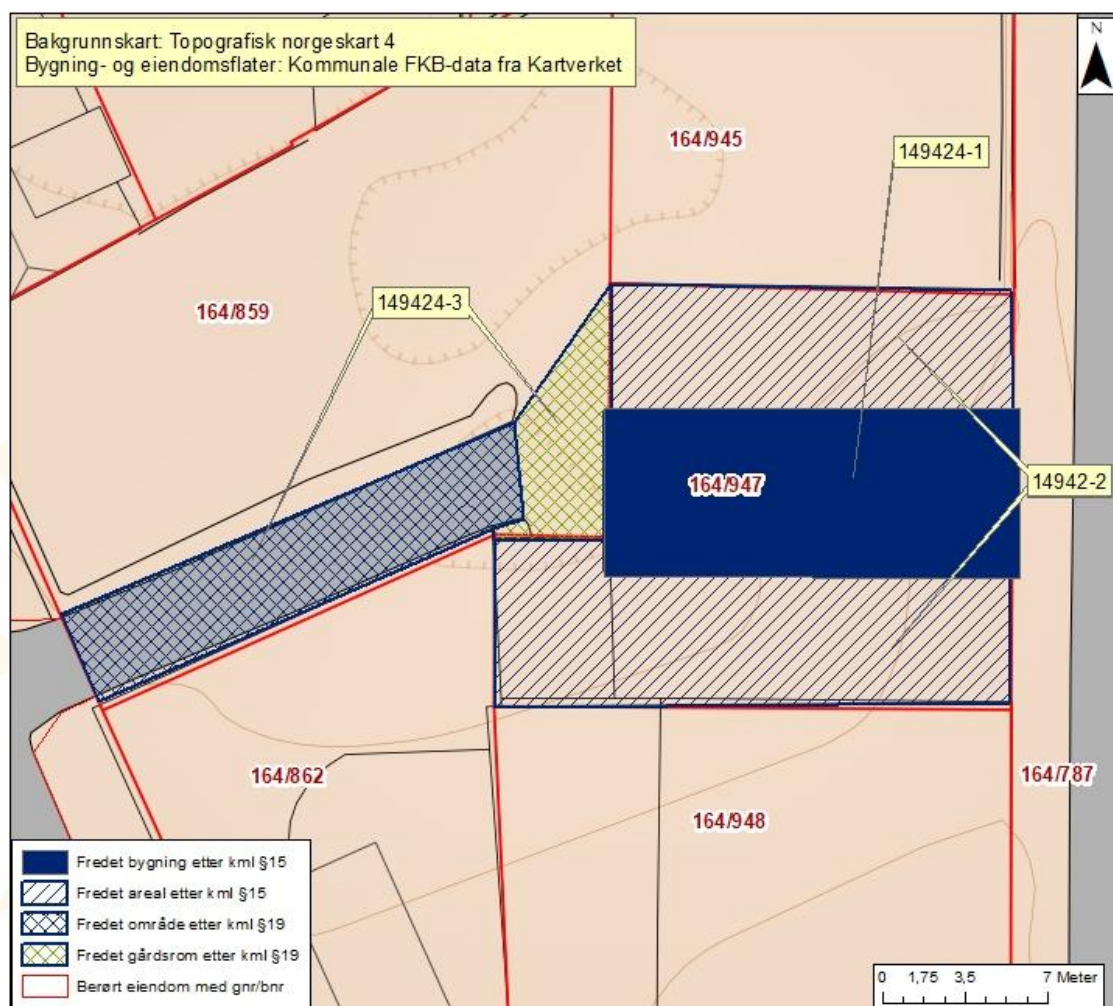 Bakgrunnskart: Topografisk norgeskart 4
Bygning- og eiendomsflater: Kommunale FKB-data fra Kartverket
N
164/945
149424-1
149424-3
164/859
164/947
14942-2
164/862
164/787
164/948
Fredet bygning etter kml §15
Fredet areal etter kml §15
Fredet område etter kml §19
Fredet gårdsrom etter kml §19
Berørt eiendom med gnr/bnr
0 1,75 3,5 7 Meter